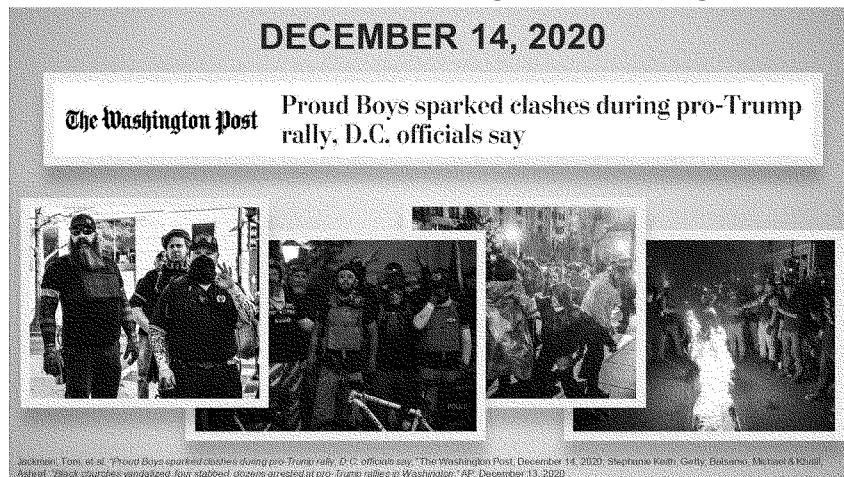 DECEMBER 14, 2020
The Washington Post
Proud Boys sparked clashes during pro-Trump
rally, D.C. officials say
POLICE
Jackman, Tom, et al. "Proud Boys sparked clashes during pro-Trump rally, D.C. officials say," The Washington Post, December 14, 2020; Stephanie Keith, Getty; Balsamo, Michael & Khalil,
Ashraf, "Black churches vandalized, four stabbed, dozens arrested at pro-Trump rallies in Washington," AP, December 13, 2020